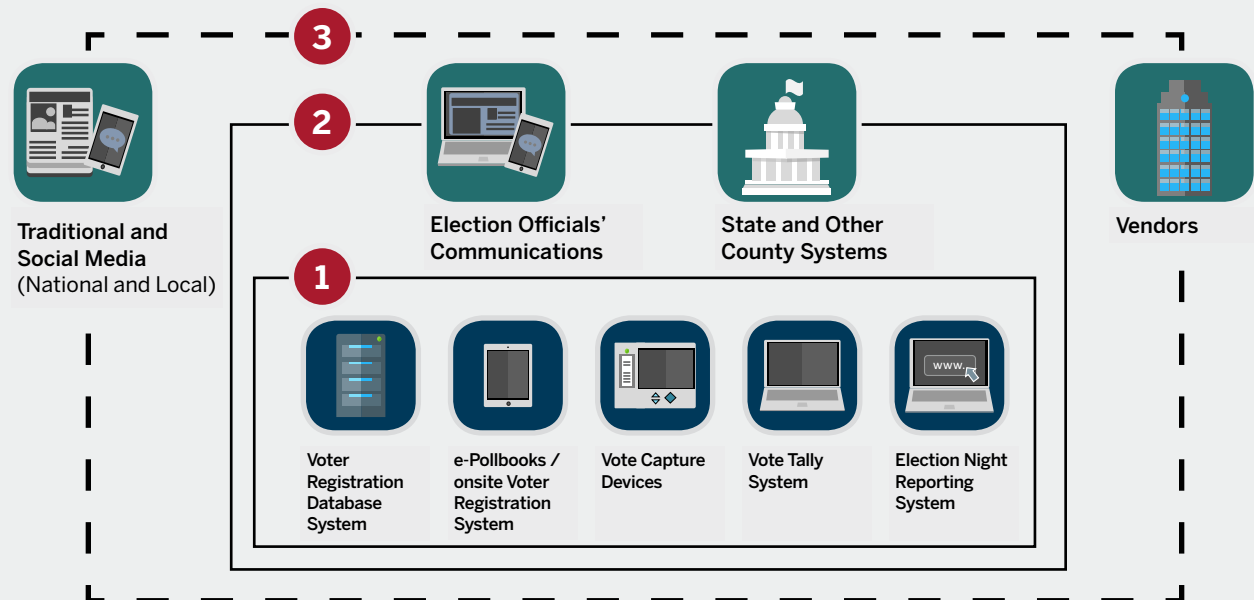 3
2
1
Traditional and
Social Media
(National and Local)
Election Officials’
Communications
State and Other
County Systems
Vendors
www.
Voter
Registration
Database
System
e-Pollbooks /
onsite Voter
Registration
System
Vote Capture
Devices
Vote Tally
System
Election Night
Reporting
System